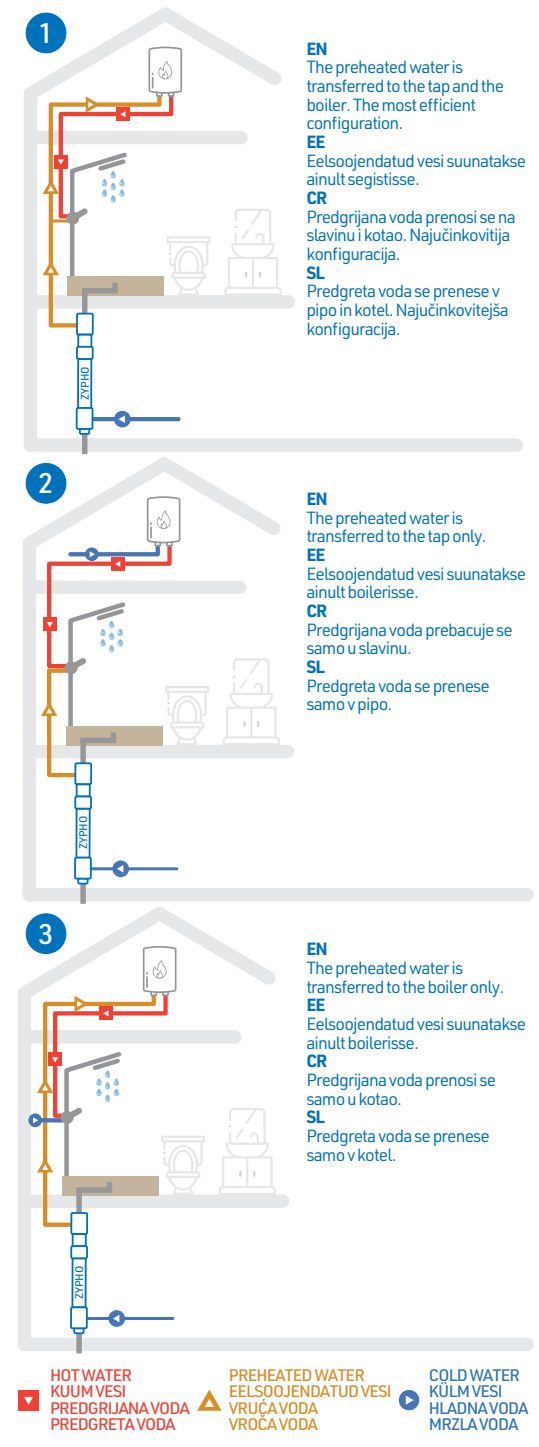 1
EN
The preheated water is
transferred to the tap and the
boiler. The most efficient
configuration.
EE
Eelsoojendatud vesi suunatakse
ainult segistisse.
CR
Predgrijana voda prenosi se na
slavinu i kotao. Najučinkovitija
konfiguracija.
SL
Predgreta voda se prenese v
pipo in kotel. Najučinkovitejša
konfiguracija.
ZYPHO
2
EN
The preheated water is
transferred to the tap only.
EE
Eelsoojendatud vesi suunatakse
ainult boilerisse.
CR
Predgrijana voda prebacuje se
samo u slavinu.
SL
Predgreta voda se prenese
samo v pipo.
ZYPHO
3
EN
The preheated water is
transferred to the boiler only.
EE
Eelsoojendatud vesi suunatakse
ainult boilerisse.
CR
Predgrijana voda prenosi se
samo u kotao.
SL
Predgreta voda se prenese
samo v kotel.
ZYPHO
HOT WATER
KUUM VESI
PREDGRIJANA VODA
PREDGRETA VODA
PREHEATED WATER
EELSOOJENDATUD VESI
VRUĆA VODA
VROČA VODA
COLD WATER
KÜLM VESI
HLADNA VODA
MRZLA VODA